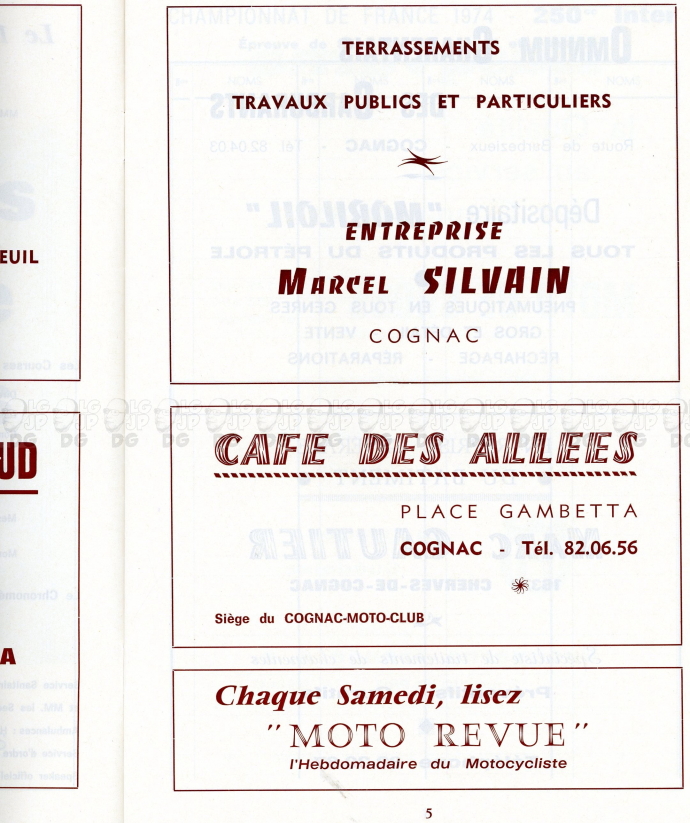 TERRASSEMENTS
TRAVAUX PUBLICS ET PARTICULIERS
ENTREPRISE
MARCEL SILVAIN
COGNAC
CAFE DES ALLEES
PLACE GAMBETTA
COGNAC - Tél. 82.06.56
Siège du COGNAC-MOTO-CLUB
Chaque Samedi, lisez
"MOTO REVUE"
l'Hebdomadaire du Motocycliste
5
EUIL
UD
A